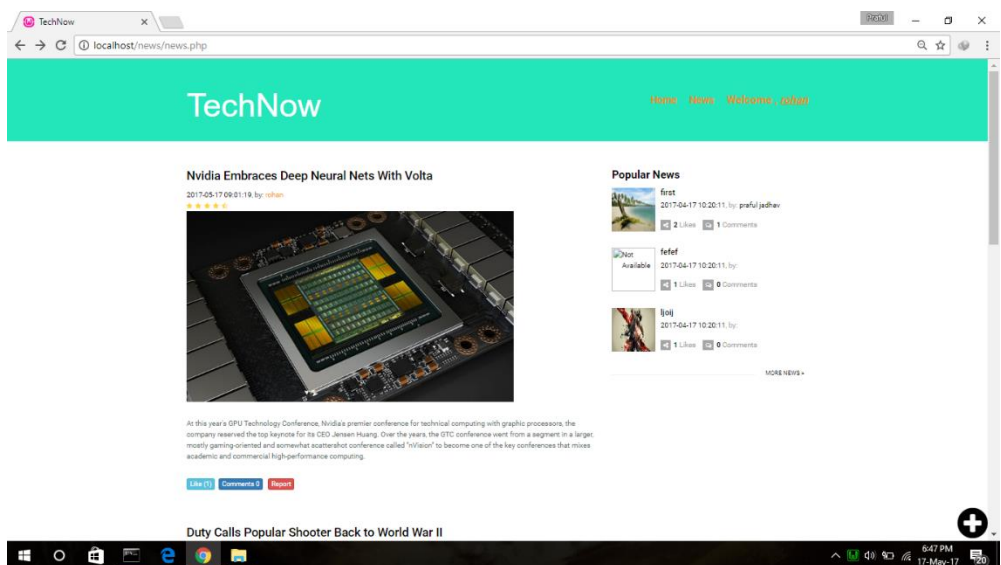 TechNow
Praful
localhost/news/news.php
TechNow
Home News Welcome , rohan
Nvidia Embraces Deep Neural Nets With Volta
2017-05-17 09:01:19, by: rohan
At this year's GPU Technology Conference, Nvidia's premier conference for technical computing with graphic processors, the
company reserved the top keynote for its CEO Jensen Huang. Over the years, the GTC conference went from a segment in a larger,
mostly gaming-oriented and somewhat scattershot conference called "nVision" to become one of the key conferences that mixes
academic and commercial high-performance computing.
Like (1) Comments 0 Report
Duty Calls Popular Shooter Back to World War II
Popular News
first
2017-04-17 10:20:11, by: praful jadhav
2 Likes 1 Comments
Not
Available
fefef
2017-04-17 10:20:11, by:
1 Likes 0 Comments
ljoij
2017-04-17 10:20:11, by:
1 Likes 0 Comments
MORE NEWS »
6:47 PM
17-May-17
20